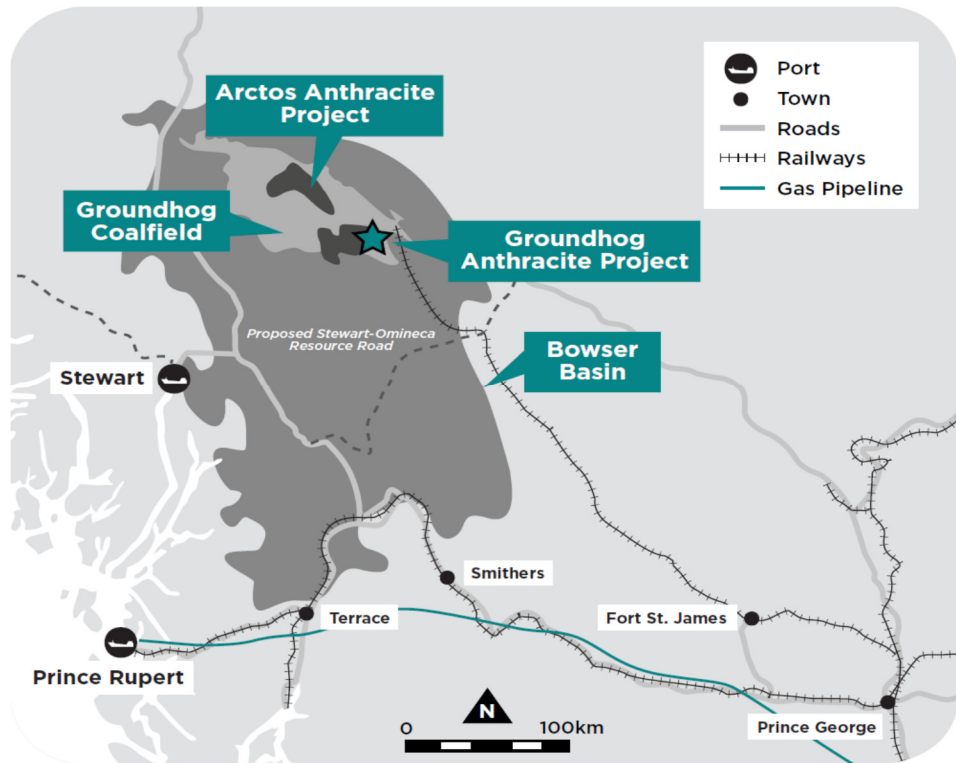 Arctos Anthracite
Project
Port
Town
Roads
Railways
Gas Pipeline
Groundhog
Coalfield
Groundhog
Anthracite Project
Proposed Stewart-Omineca
Resource Road
Bowser
Basin
Stewart
Smithers
Terrace
Fort St. James
Prince Rupert
N
0 100km
Prince George